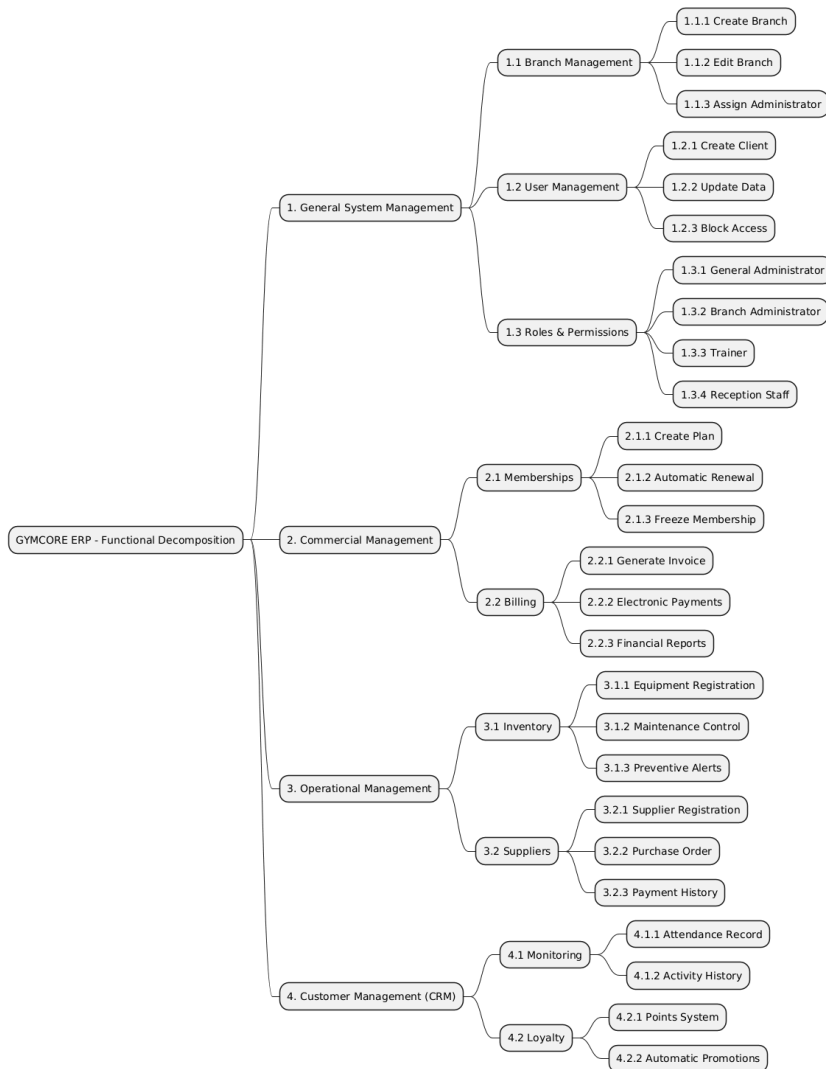 GYMCORE ERP - Functional Decomposition
1. General System Management
1.1 Branch Management
1.1.1 Create Branch
1.1.2 Edit Branch
1.1.3 Assign Administrator
1.2 User Management
1.2.1 Create Client
1.2.2 Update Data
1.2.3 Block Access
1.3 Roles & Permissions
1.3.1 General Administrator
1.3.2 Branch Administrator
1.3.3 Trainer
1.3.4 Reception Staff
2. Commercial Management
2.1 Memberships
2.1.1 Create Plan
2.1.2 Automatic Renewal
2.1.3 Freeze Membership
2.2 Billing
2.2.1 Generate Invoice
2.2.2 Electronic Payments
2.2.3 Financial Reports
3. Operational Management
3.1 Inventory
3.1.1 Equipment Registration
3.1.2 Maintenance Control
3.1.3 Preventive Alerts
3.2 Suppliers
3.2.1 Supplier Registration
3.2.2 Purchase Order
3.2.3 Payment History
4. Customer Management (CRM)
4.1 Monitoring
4.1.1 Attendance Record
4.1.2 Activity History
4.2 Loyalty
4.2.1 Points System
4.2.2 Automatic Promotions